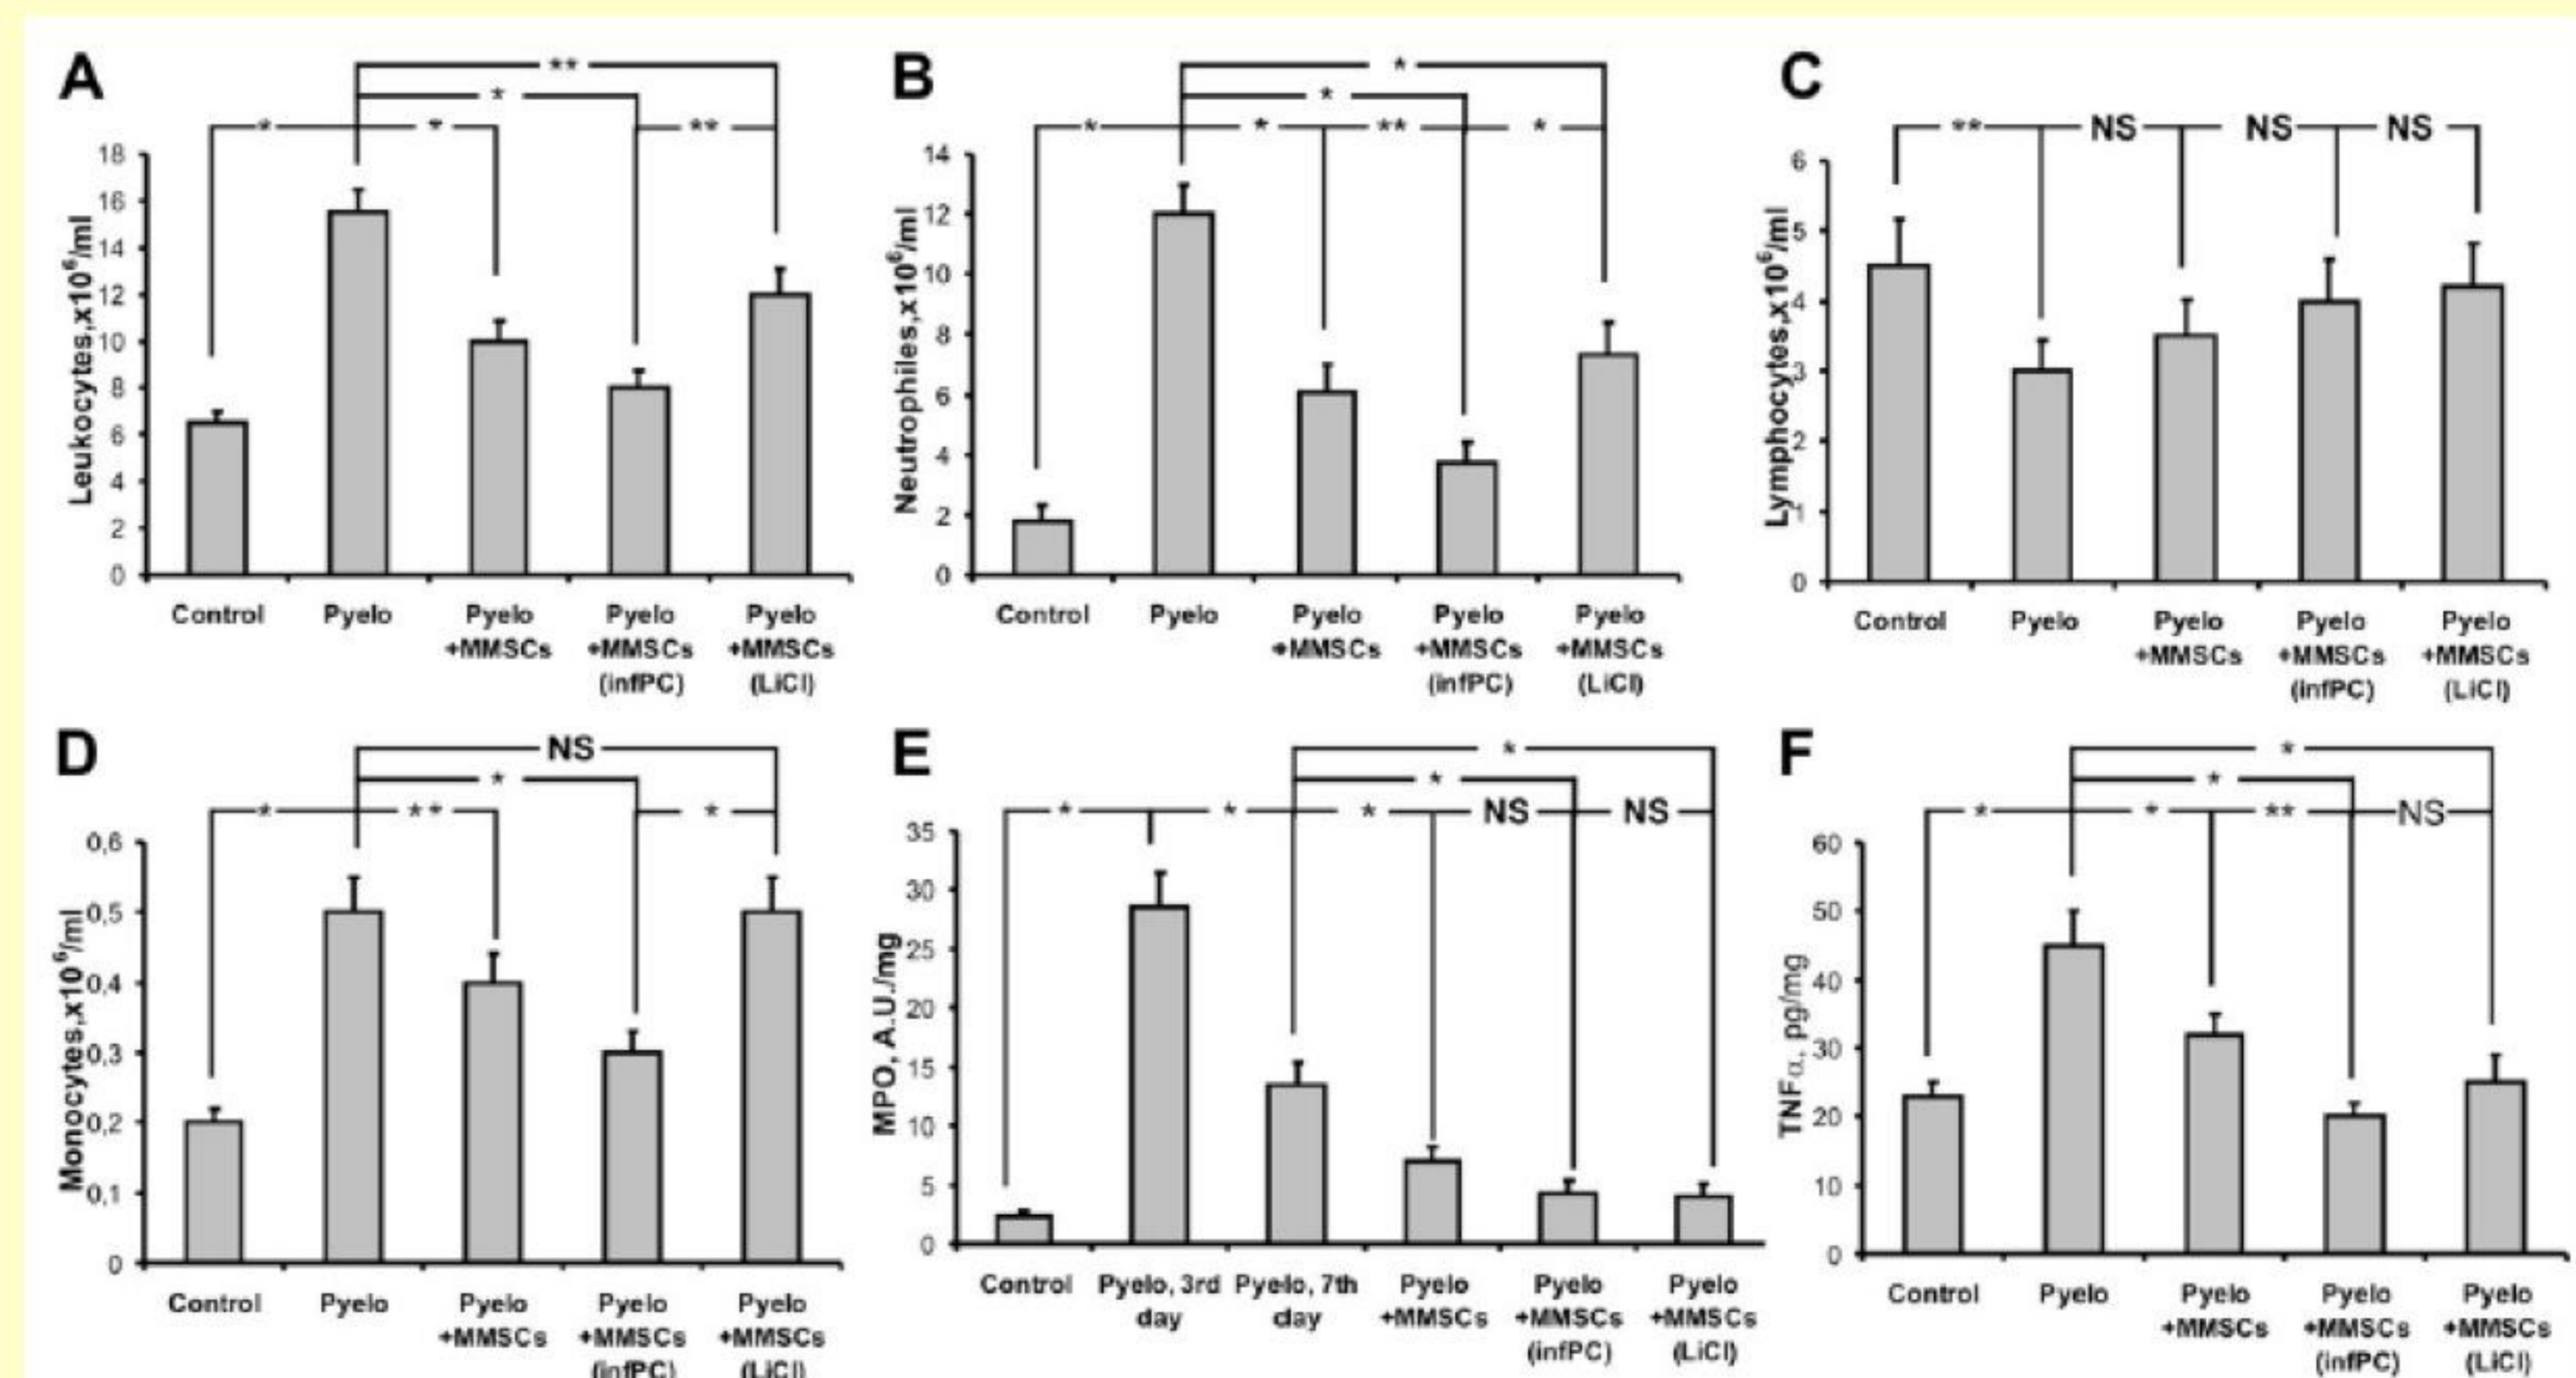 A
** 
* 
* * **
Leukocytes,x10⁶/ml
18
16
14
12
10
8
6
4
2
0
Control Pyelo Pyelo Pyelo Pyelo
+MMSCs +MMSCs +MMSCs
(infPC) (LiCl)
B
*
*
* * ** *
Neutrophiles,x10⁶/ml
14
12
10
8
6
4
2
0
Control Pyelo Pyelo Pyelo Pyelo
+MMSCs +MMSCs +MMSCs
(infPC) (LiCl)
C
** NS NS NS
Lymphocytes,x10⁶/ml
6
5
4
3
2
1
0
Control Pyelo Pyelo Pyelo Pyelo
+MMSCs +MMSCs +MMSCs
(infPC) (LiCl)
D
NS
*
* ** *
Monocytes,x10⁶/ml
0,6
0,5
0,4
0,3
0,2
0,1
0
Control Pyelo Pyelo Pyelo Pyelo
+MMSCs +MMSCs +MMSCs
(infPC) (LiCl)
E
*
*
* * * NS NS
MPO, A.U./mg
35
30
25
20
15
10
5
0
Control Pyelo, 3rd Pyelo, 7th Pyelo Pyelo Pyelo
day day +MMSCs +MMSCs +MMSCs
(infPC) (LiCl)
F
*
*
* * ** NS
TNFα, pg/mg
60
50
40
30
20
10
0
Control Pyelo Pyelo Pyelo Pyelo
+MMSCs +MMSCs +MMSCs
(infPC) (LiCl)